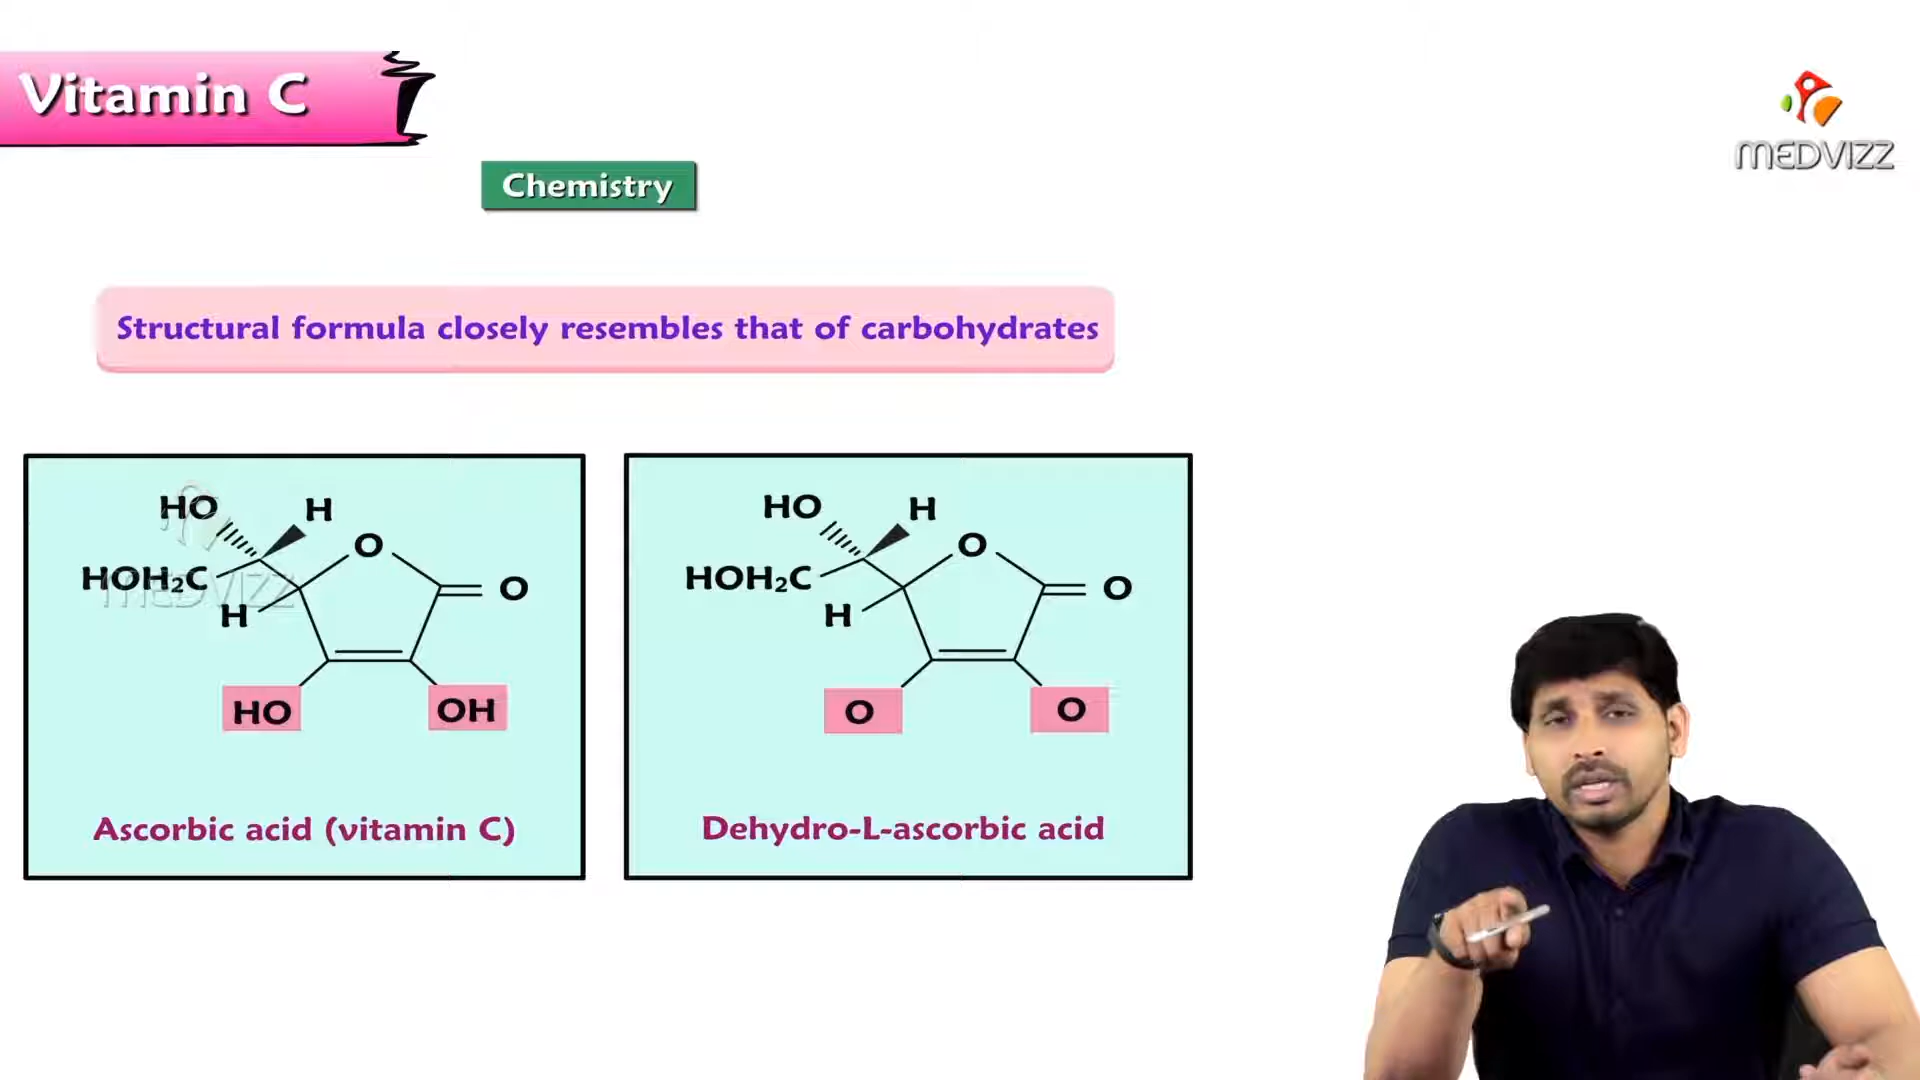 Vitamin C
MEDVIZZ
Chemistry
Structural formula closely resembles that of carbohydrates
HO H
O
HOH₂C
O
H
HO OH
Ascorbic acid (vitamin C)
MEDVIZZ
HO H
O
HOH₂C
O
H
O O
Dehydro-L-ascorbic acid